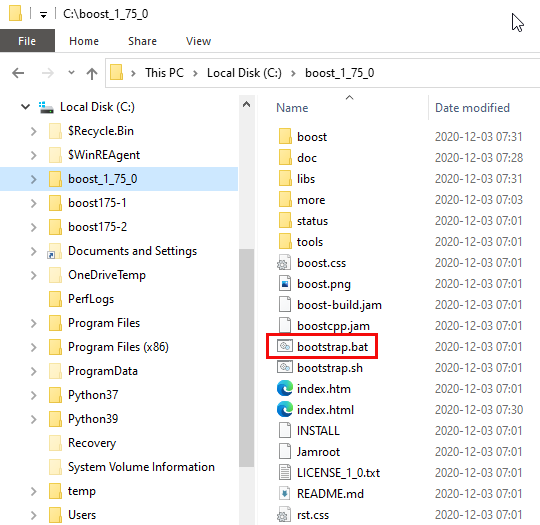 C:\boost_1_75_0
File Home Share View
This PC Local Disk (C:) boost_1_75_0
Local Disk (C:)
$Recycle.Bin
$WinREAgent
boost_1_75_0
boost175-1
boost175-2
Documents and Settings
OneDriveTemp
PerfLogs
Program Files
Program Files (x86)
ProgramData
Python37
Python39
Recovery
System Volume Information
temp
Users
Name Date modified
boost 2020-12-03 07:31
doc 2020-12-03 07:28
libs 2020-12-03 07:31
more 2020-12-03 07:03
status 2020-12-03 07:01
tools 2020-12-03 07:01
boost.css 2020-12-03 07:01
boost.png 2020-12-03 07:01
boost-build.jam 2020-12-03 07:01
boostcpp.jam 2020-12-03 07:01
bootstrap.bat 2020-12-03 07:01
bootstrap.sh 2020-12-03 07:01
index.htm 2020-12-03 07:01
index.html 2020-12-03 07:30
INSTALL 2020-12-03 07:01
Jamroot 2020-12-03 07:01
LICENSE_1_0.txt 2020-12-03 07:01
README.md 2020-12-03 07:01
rst.css 2020-12-03 07:01